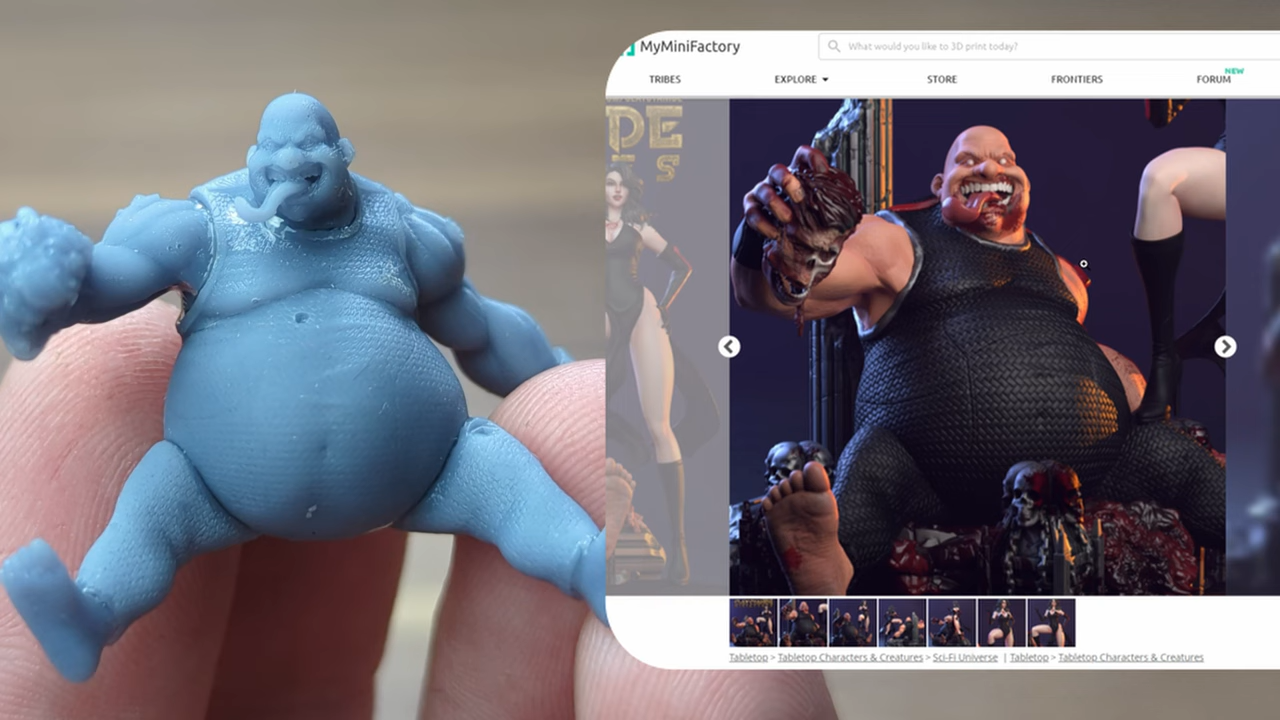 MyMiniFactory
What would you like to 3D print today?
TRIBES
EXPLORE
STORE
FRONTIERS
FORUM
NEW
DE
S
Tabletop > Tabletop Characters & Creatures > Sci-Fi Universe | Tabletop > Tabletop Characters & Creatures